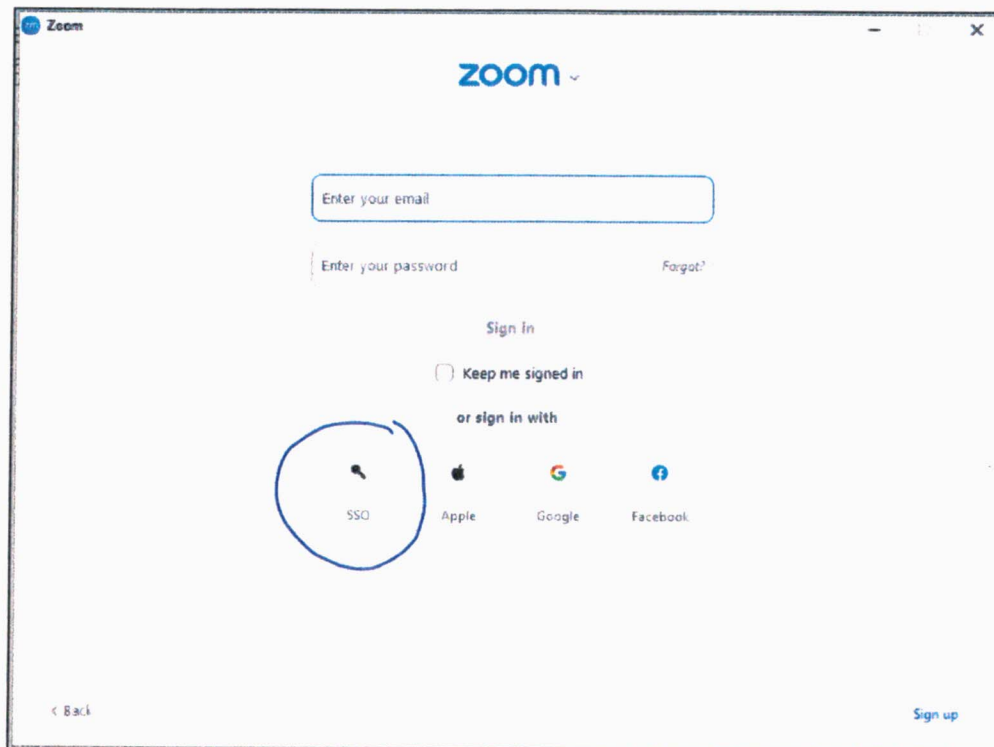 zm Zoom
zoom
Enter your email
Enter your password Forgot?
Sign in
Keep me signed in
or sign in with
SSO Apple Google Facebook
< Back Sign up